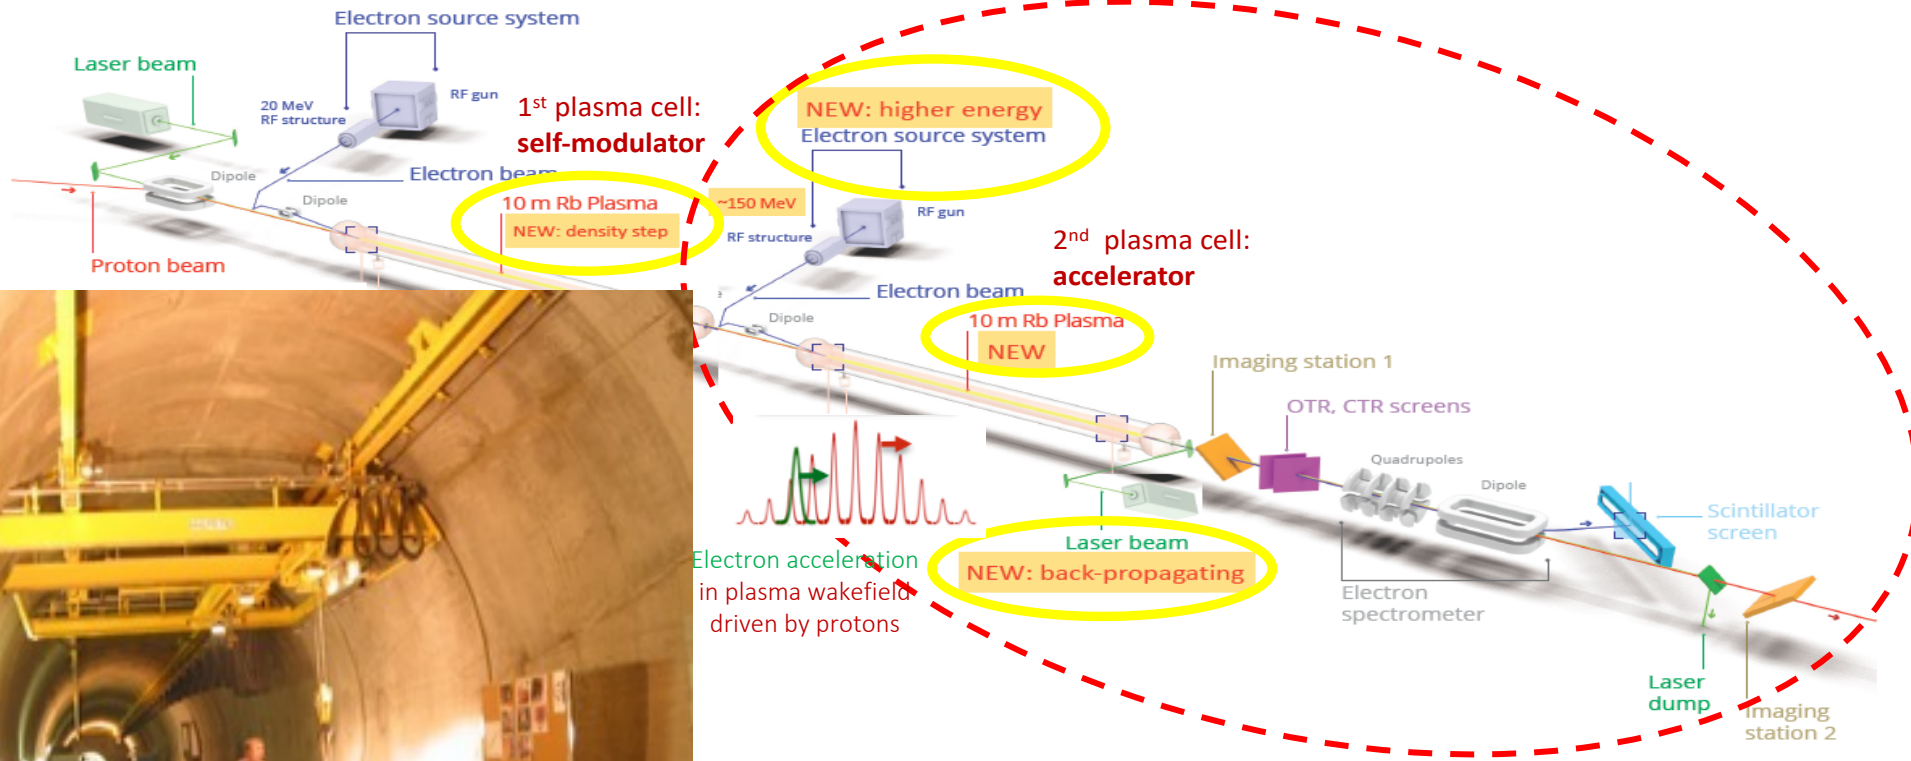 Electron source system
Laser beam
20 MeV
RF structure
RF gun
1st plasma cell:
self-modulator
Dipole
Electron beam
Dipole
10 m Rb Plasma
NEW: density step
Proton beam
NEW: higher energy
Electron source system
~150 MeV
RF structure
RF gun
2nd plasma cell:
accelerator
Electron beam
Dipole
10 m Rb Plasma
NEW
Imaging station 1
OTR, CTR screens
Quadrupoles
Dipole
Scintillator
screen
Laser beam
NEW: back-propagating
Electron acceleration
in plasma wakefield
driven by protons
Electron
spectrometer
Laser
dump
Imaging
station 2